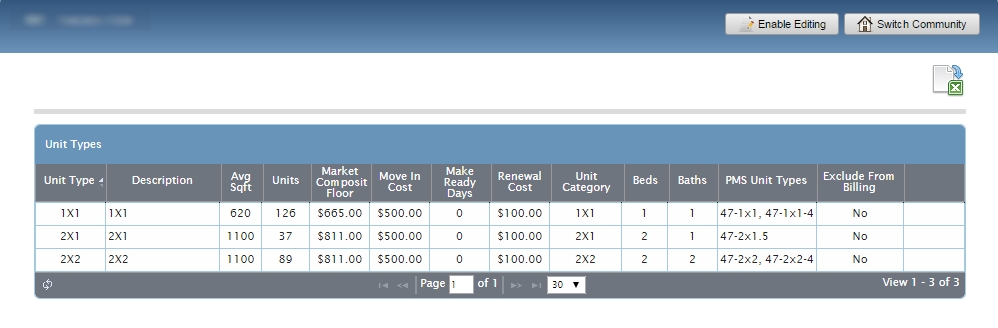 Enable Editing Switch Community
Unit Types
Unit Type Description Avg Sqft Units Market Composit Floor Move In Cost Make Ready Days Renewal Cost Unit Category Beds Baths PMS Unit Types Exclude From Billing
1X1 1X1 620 126 $665.00 $500.00 0 $100.00 1X1 1 1 47-1x1, 47-1x1-4 No
2X1 2X1 1100 37 $811.00 $500.00 0 $100.00 2X1 2 1 47-2x1.5 No
2X2 2X2 1100 89 $811.00 $500.00 0 $100.00 2X2 2 2 47-2x2, 47-2x2-4 No
Page 1 of 1 30 View 1 - 3 of 3